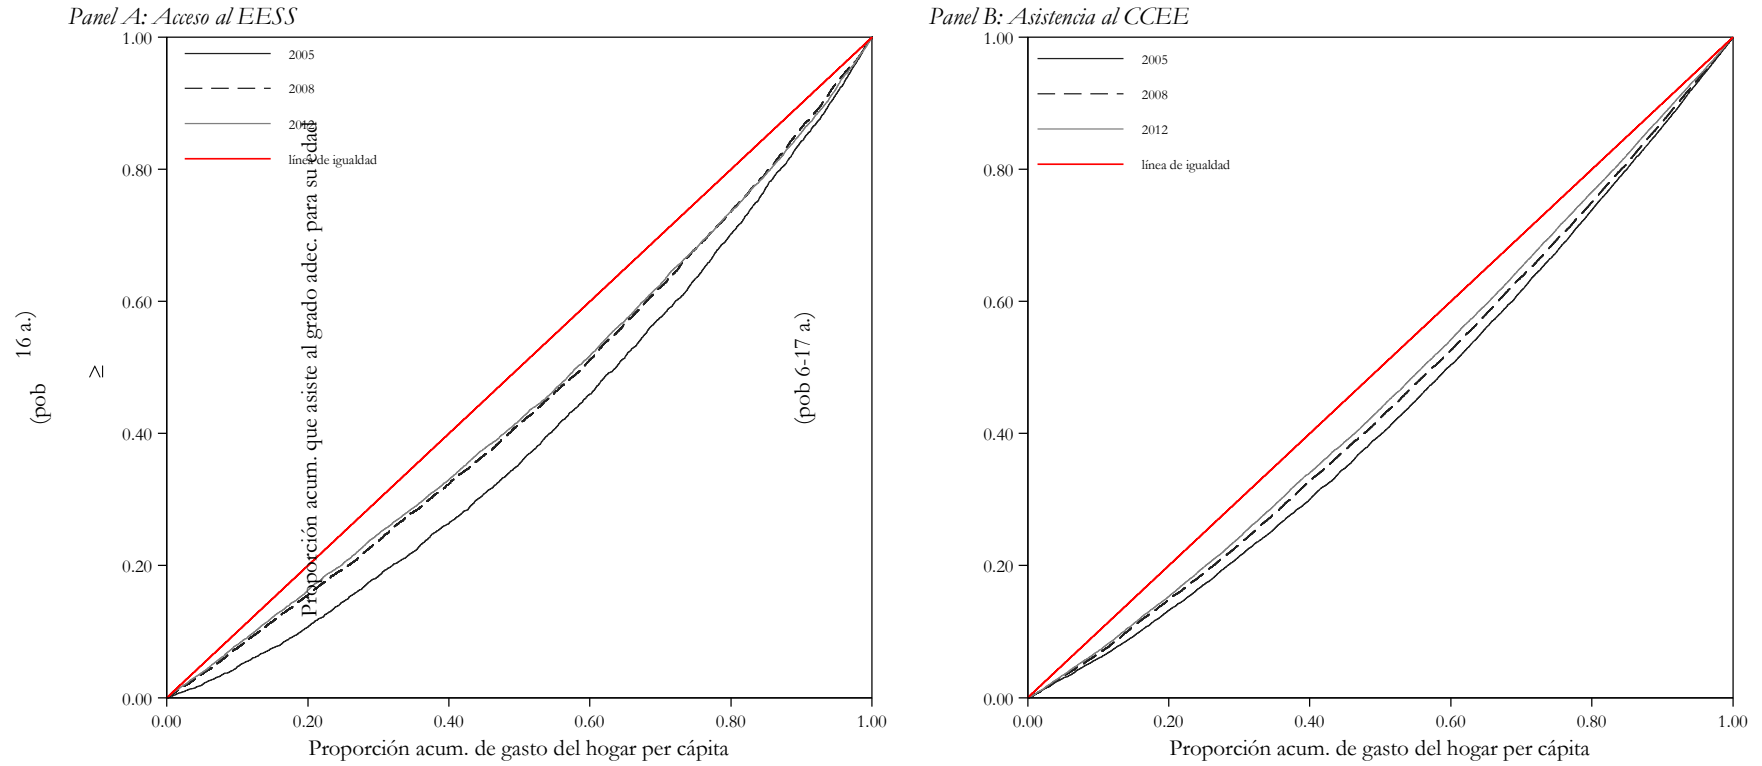 Panel A: Acceso al EESS
1.00
0.80
0.60
0.40
0.20
0.00
0.00 0.20 0.40 0.60 0.80 1.00
2005
2008
2012
línea de igualdad
(pob ≥ 16 a.)
Proporción acum. de gasto del hogar per cápita
Panel B: Asistencia al CCEE
Proporción acum. que asiste al grado adec. para su edad
(pob 6-17 a.)
1.00
0.80
0.60
0.40
0.20
0.00
0.00 0.20 0.40 0.60 0.80 1.00
2005
2008
2012
línea de igualdad
Proporción acum. de gasto del hogar per cápita